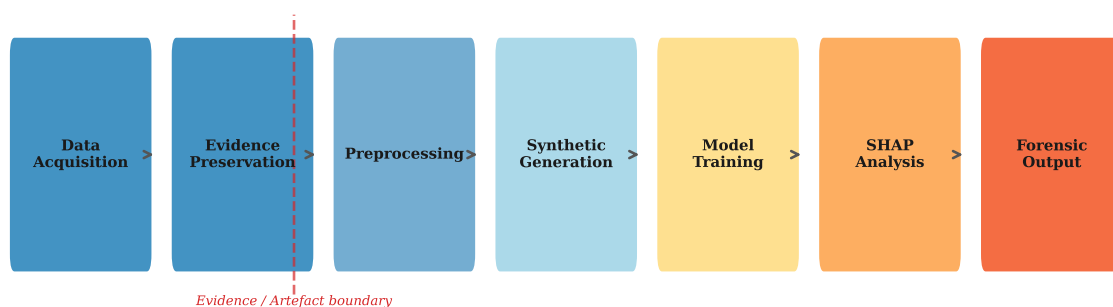 Data
Acquisition
Evidence
Preservation
Preprocessing
Synthetic
Generation
Model
Training
SHAP
Analysis
Forensic
Output
Evidence / Artefact boundary